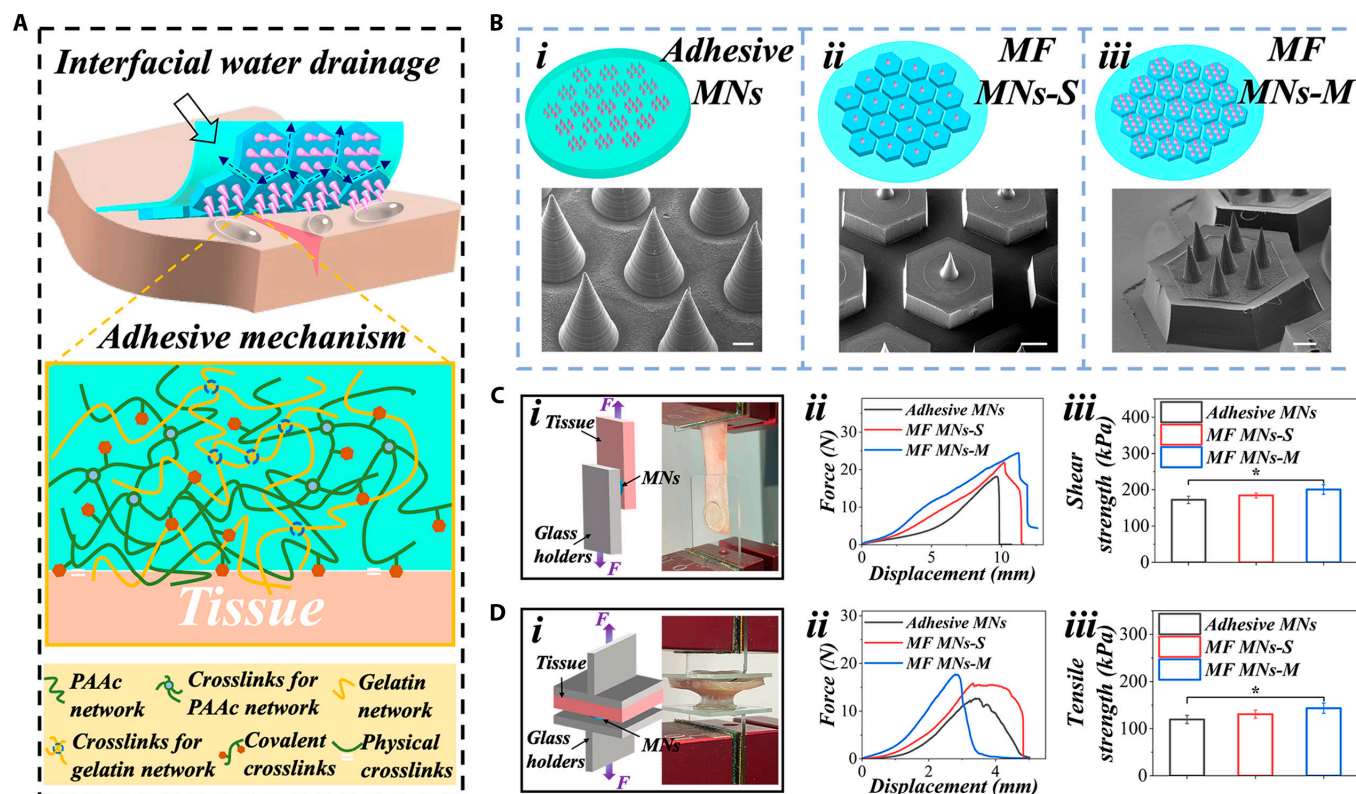 A
Interfacial water drainage
Adhesive mechanism
Tissue
PAAc
network
Crosslinks for
PAAc network
Gelatin
network
Crosslinks for
gelatin network
Covalent
crosslinks
Physical
crosslinks
B
i
Adhesive
MNs
ii
MF
MNs-S
iii
MF
MNs-M
C
i
F
Tissue
MNs
Glass
holders
F
ii
Force (N)
30
20
10
0
Adhesive MNs
MF MNs-S
MF MNs-M
0
5
10
Displacement (mm)
iii
Shear
strength (kPa)
400
300
200
100
0
Adhesive MNs
MF MNs-S
MF MNs-M
*
D
i
F
Tissue
Glass
holders
MNs
F
ii
Force (N)
30
20
10
0
Adhesive MNs
MF MNs-S
MF MNs-M
0
2
4
Displacement (mm)
iii
Tensile
strength (kPa)
300
200
100
0
Adhesive MNs
MF MNs-S
MF MNs-M
*